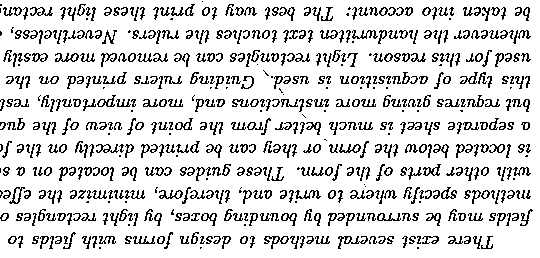 There exist several methods to design forms with fields to
fields may be surrounded by bounding boxes, by light rectangles o
methods specify where to write and, therefore, minimize the effec
with other parts of the form. These guides can be located on a s
is located below the form or they can be printed directly on the fo
a separate sheet is much better from the point of view of the qua
but requires giving more instructions and, more importantly, rest
this type of acquisition is used. Guiding rulers printed on the
used for this reason. Light rectangles can be removed more easily
whenever the handwritten text touches the rulers. Nevertheless,
be taken into account: The best way to print these light rectang